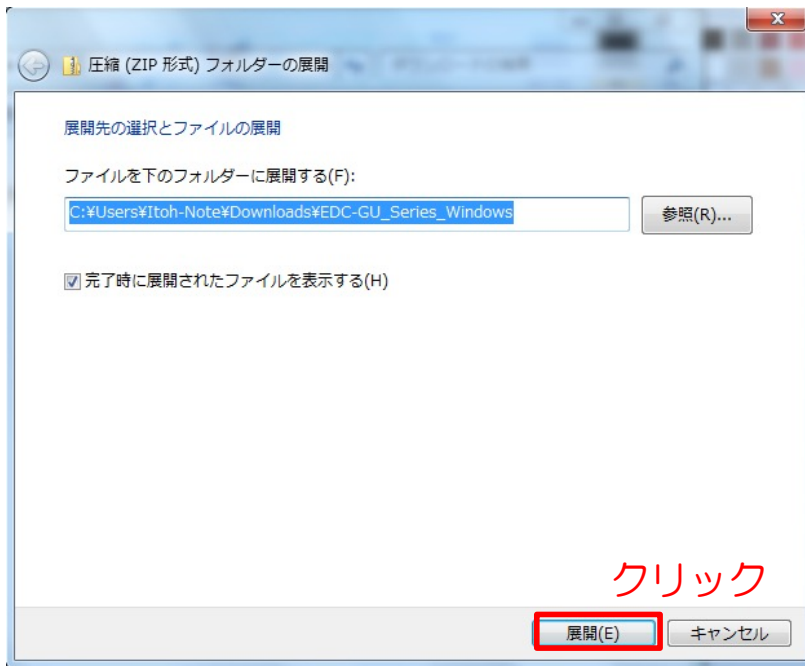 圧縮 (ZIP 形式) フォルダーの展開
展開先の選択とファイルの展開
ファイルを下のフォルダーに展開する(F):
C:¥Users¥Itoh-Note¥Downloads¥EDC-GU_Series_Windows
参照(R)...
完了時に展開されたファイルを表示する(H)
クリック
展開(E)
キャンセル